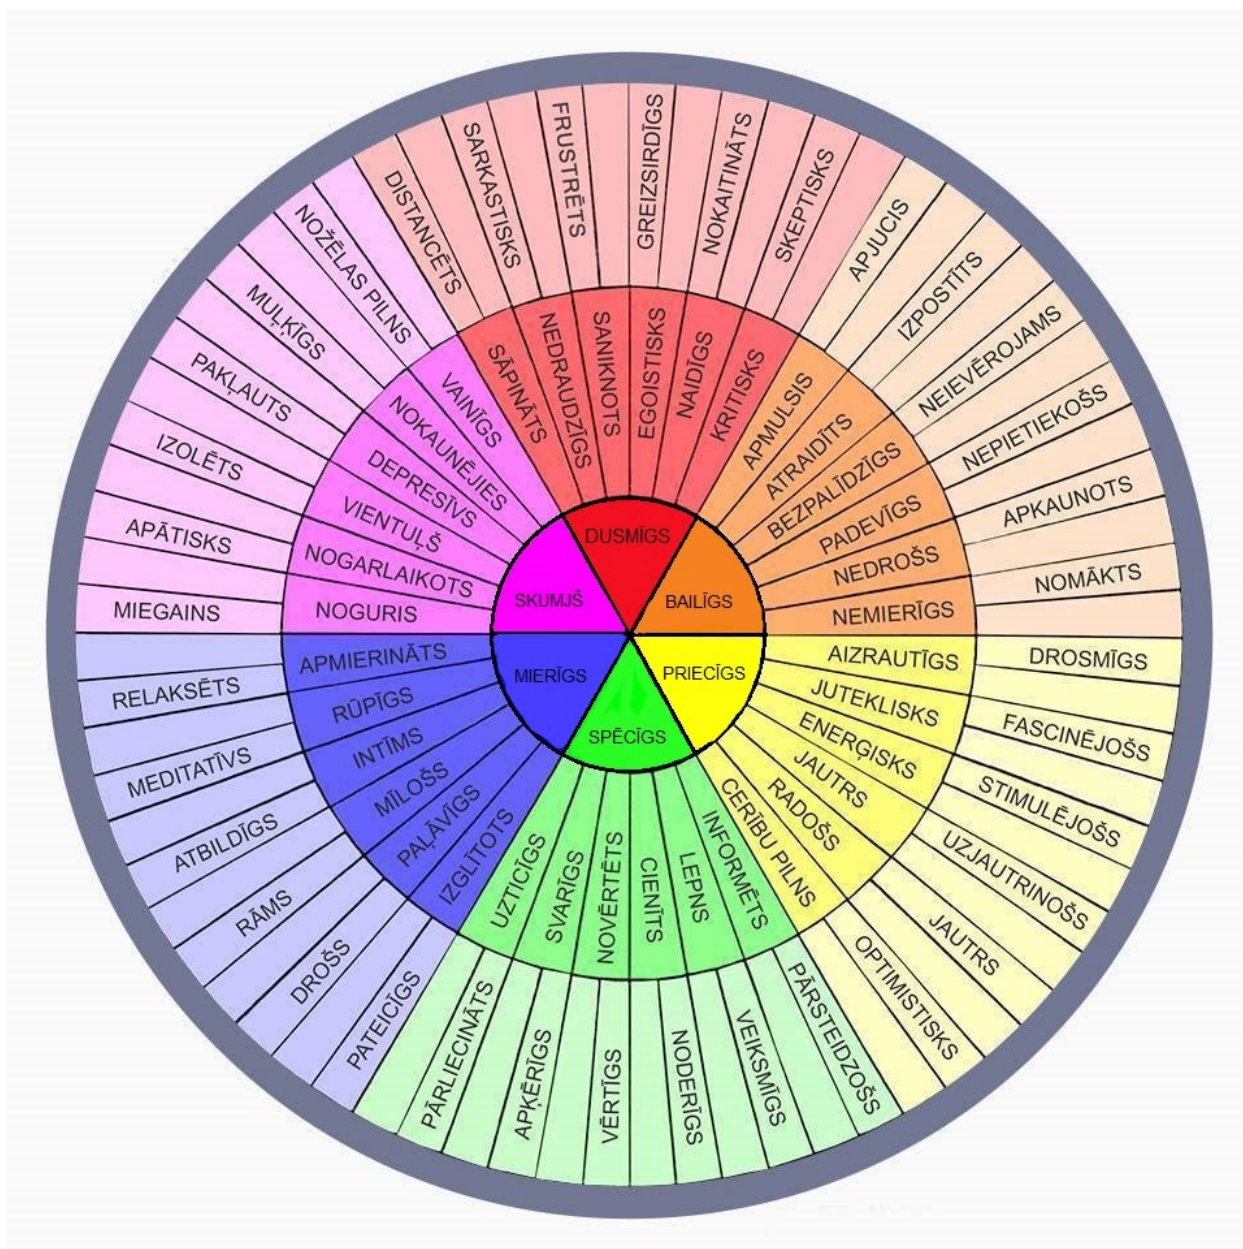 DUSMĪGS
BAILĪGS
PRIECĪGS
SPĒCĪGS
MIERĪGS
SKUMJŠ
SĀPINĀTS
NEDRAUDZĪGS
SANIKNOTS
EGOISTISKS
NAIDĪGS
KRITISKS
APMULSIS
ATRAIDĪTS
BEZPALĪDZĪGS
PADEVĪGS
NEDROŠS
NEMIERĪGS
AIZRAUTĪGS
JUTEKLISKS
ENERĢISKS
JAUTRS
RADOŠS
CERĪBU PILNS
INFORMĒTS
LEPNS
CIENĪTS
NOVĒRTĒTS
SVARĪGS
UZTICĪGS
IZGLĪTOTS
PAĻĀVĪGS
MĪLOŠS
INTĪMS
RŪPĪGS
APMIERINĀTS
NOGURIS
NOGARLAIKOTS
VIENTUĻŠ
DEPRESĪVS
NOKAUNĒJIES
VAINĪGS
DISTANCĒTS
SARKASTISKS
FRUSTRĒTS
GREIZSIRDĪGS
NOKAITINĀTS
SKEPTISKS
APJUCIS
IZPOSTĪTS
NEIEVĒROJAMS
NEPIETIEKOŠS
APKAUNOTS
NOMĀKTS
DROSMĪGS
FASCINĒJOŠS
STIMULĒJOŠS
UZJAUTRINOŠS
JAUTRS
OPTIMISTISKS
PĀRSTEIDZOŠS
VEIKSMĪGS
NODERĪGS
VĒRTĪGS
APĶĒRĪGS
PĀRLIECINĀTS
PATEICĪGS
DROŠS
RĀMS
ATBILDĪGS
MEDITATĪVS
RELAKSĒTS
MIEGAINS
APĀTISKS
IZOLĒTS
PAKĻAUTS
MUĻĶĪGS
NOŽĒLAS PILNS